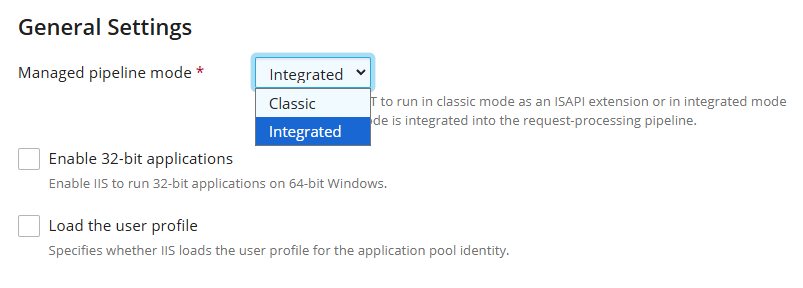 General Settings
Managed pipeline mode *
Integrated
Classic
T to run in classic mode as an ISAPI extension or in integrated mode
Integrated
de is integrated into the request-processing pipeline.
Enable 32-bit applications
Enable IIS to run 32-bit applications on 64-bit Windows.
Load the user profile
Specifies whether IIS loads the user profile for the application pool identity.